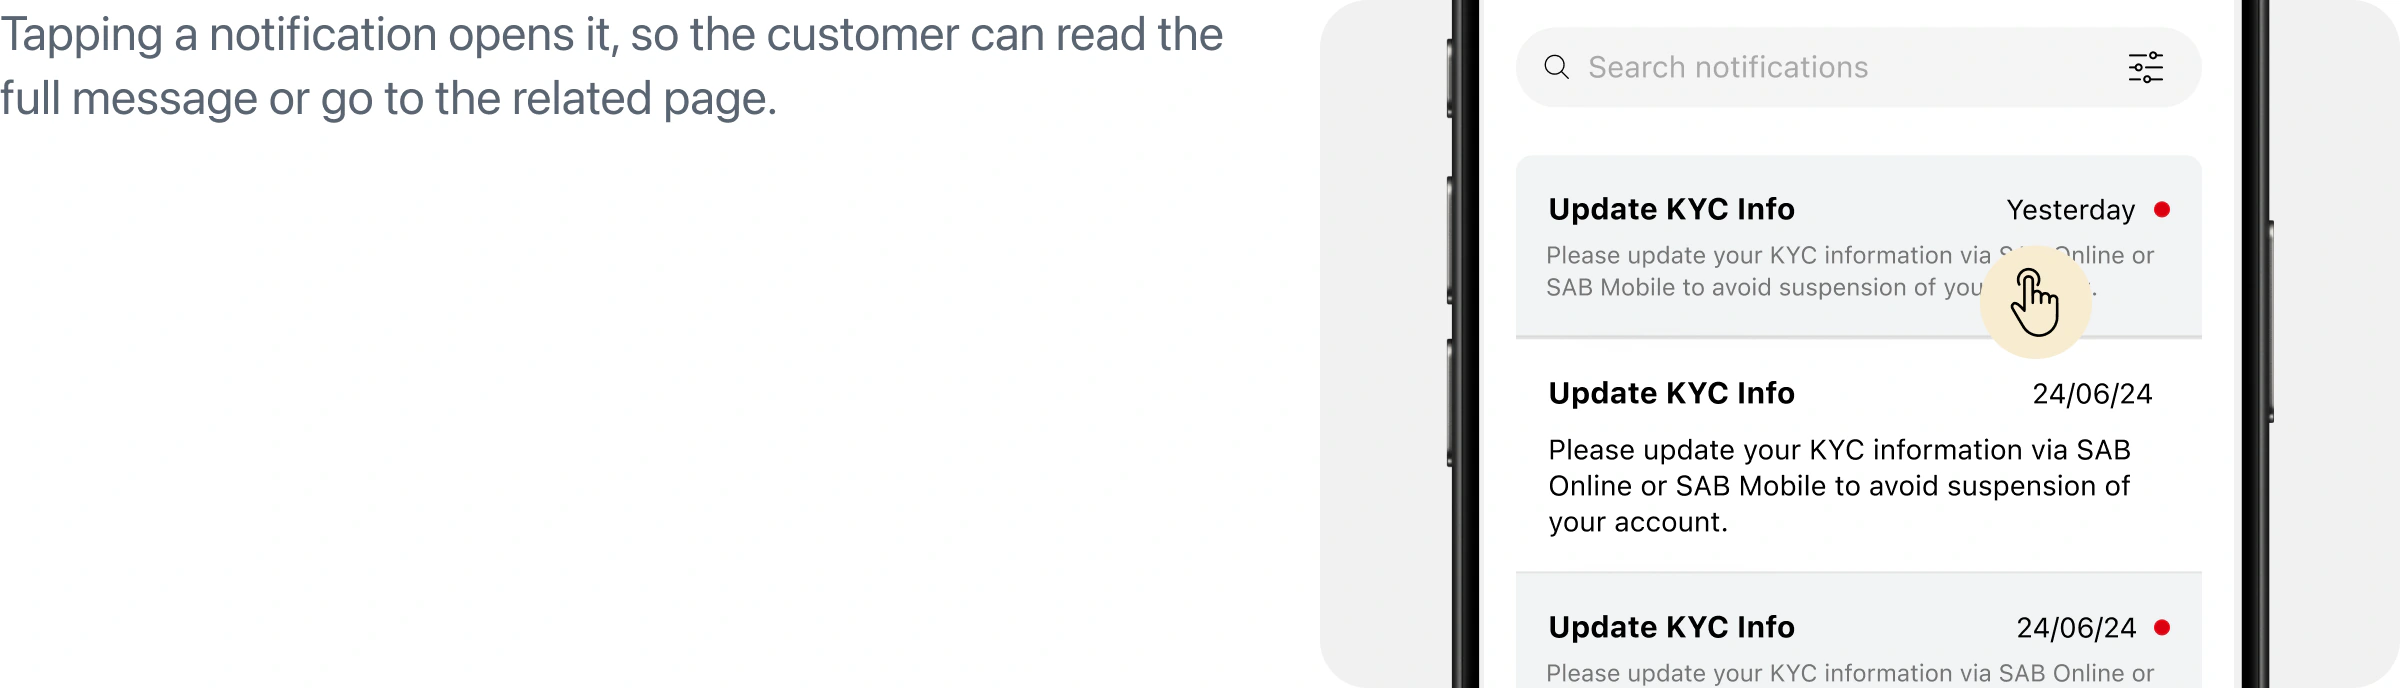 Tapping a notification opens it, so the customer can read the
full message or go to the related page.
Search notifications
Update KYC Info Yesterday
Please update your KYC information via Online or
SAB Mobile to avoid suspension of
Update KYC Info 24/06/24
Please update your KYC information via SAB
Online or SAB Mobile to avoid suspension of
your account.
Update KYC Info 24/06/24
Please update your KYC information via SAB Online or